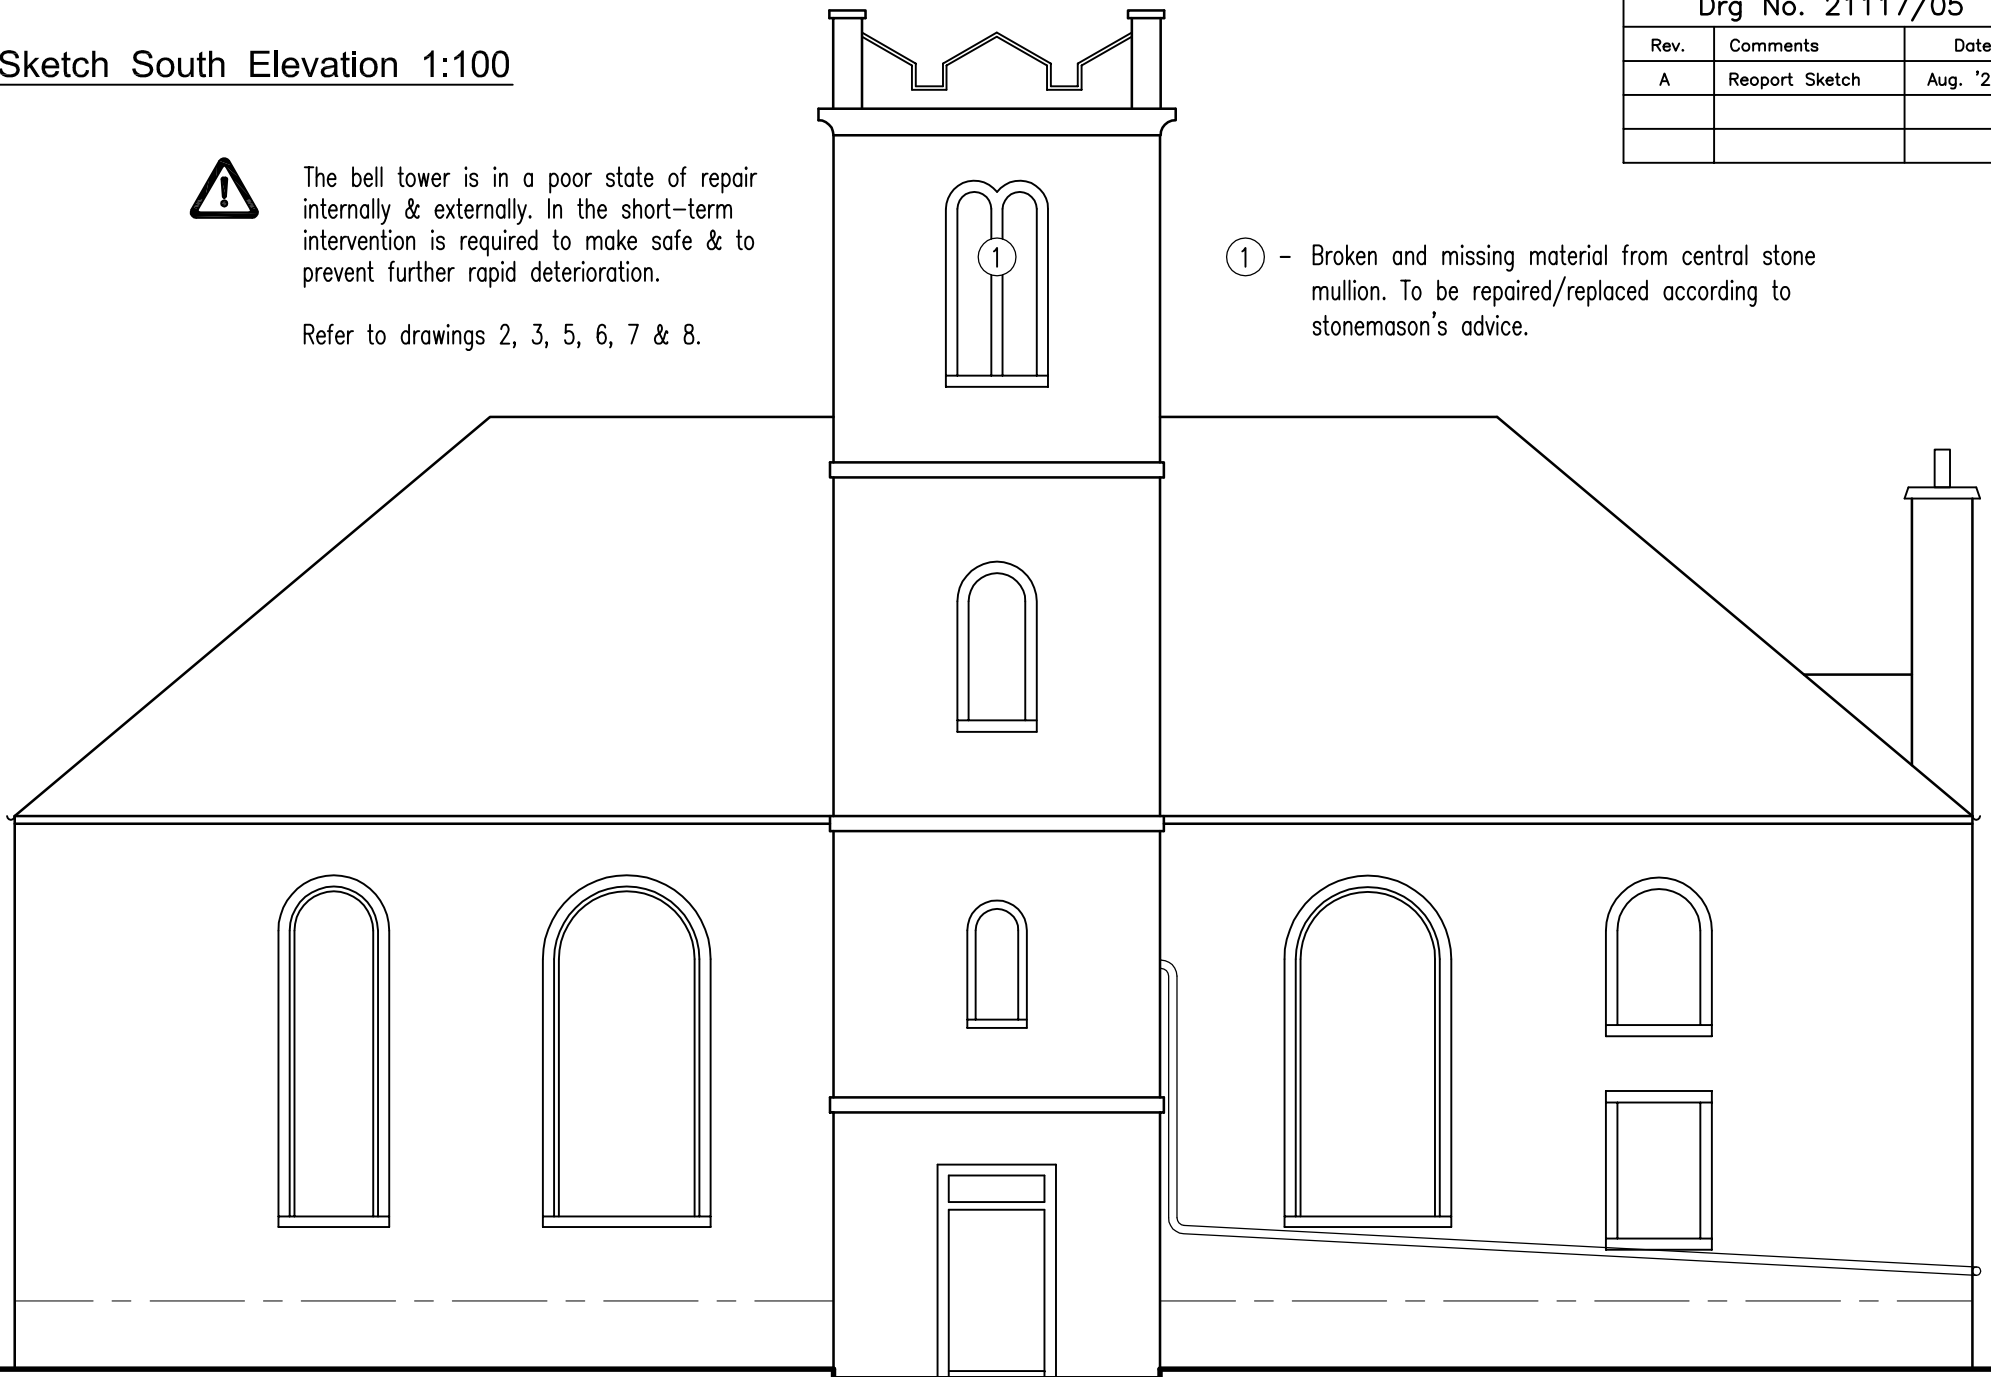 Sketch South Elevation 1:100
Drg No. 21117/05
Rev. Comments Date
A Reoport Sketch Aug. '2
The bell tower is in a poor state of repair
internally & externally. In the short-term
intervention is required to make safe & to
prevent further rapid deterioration.
Refer to drawings 2, 3, 5, 6, 7 & 8.
1
1 - Broken and missing material from central stone
mullion. To be repaired/replaced according to
stonemason's advice.